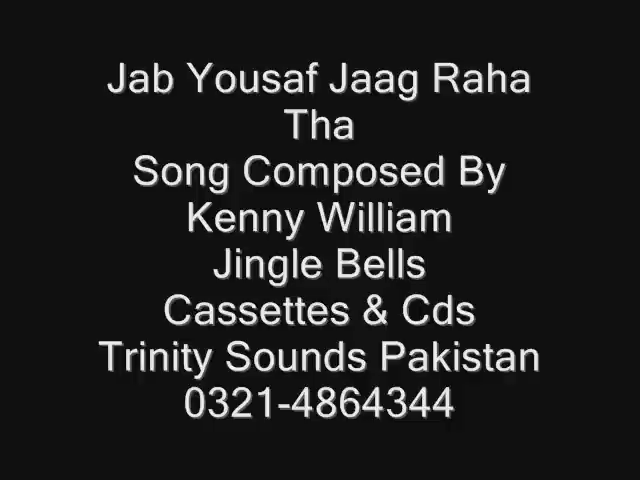 Jab Yousaf Jaag Raha
Tha
Song Composed By
Kenny William
Jingle Bells
Cassettes & Cds
Trinity Sounds Pakistan
0321-4864344